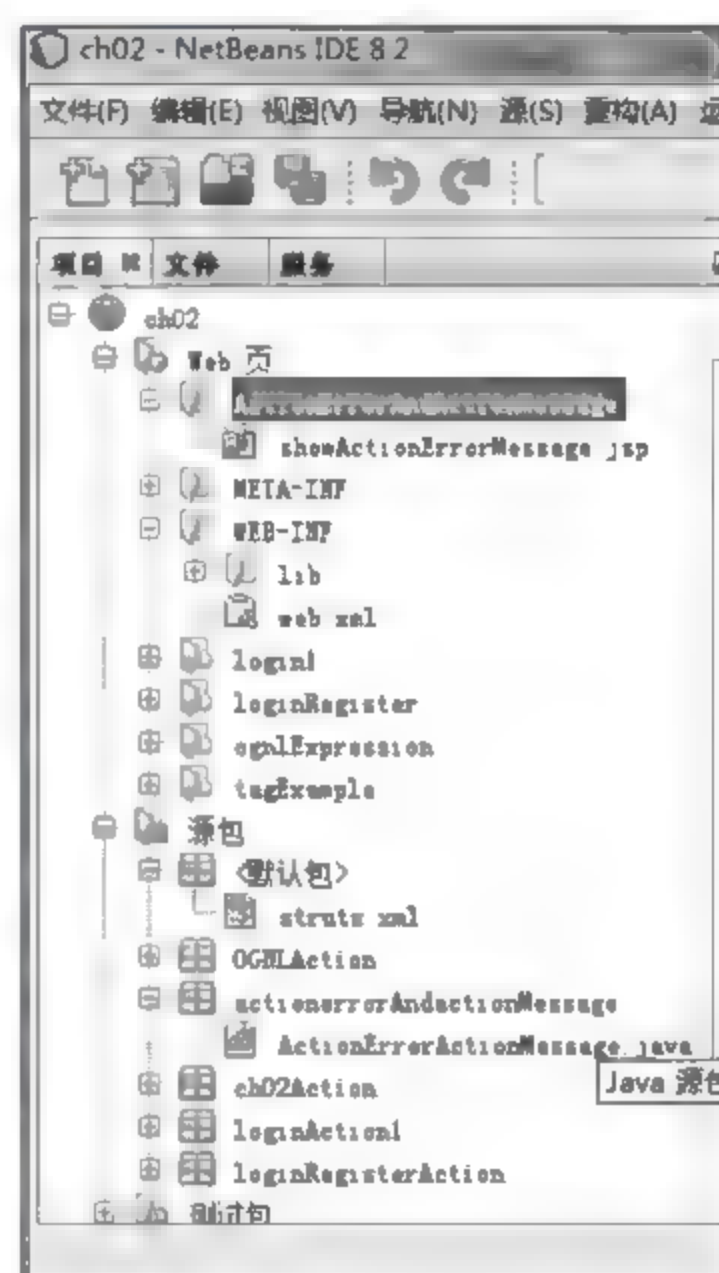 ch02 - NetBeans IDE 8.2
文件(F) 编辑(E) 视图(V) 导航(N) 源(S) 重构(A)
项目 文件 服务
ch02
Web 页
showActionErrorMessage.jsp
META-INF
WEB-INF
lib
web.xml
login1
loginRegister
ognlExpression
tagExample
源包
<默认包>
struts.xml
OGNLAction
actionerrorAndactionMessage
ActionErrorActionMessage.java
ch02Action
Java 源包
loginAction1
loginRegisterAction
测试包